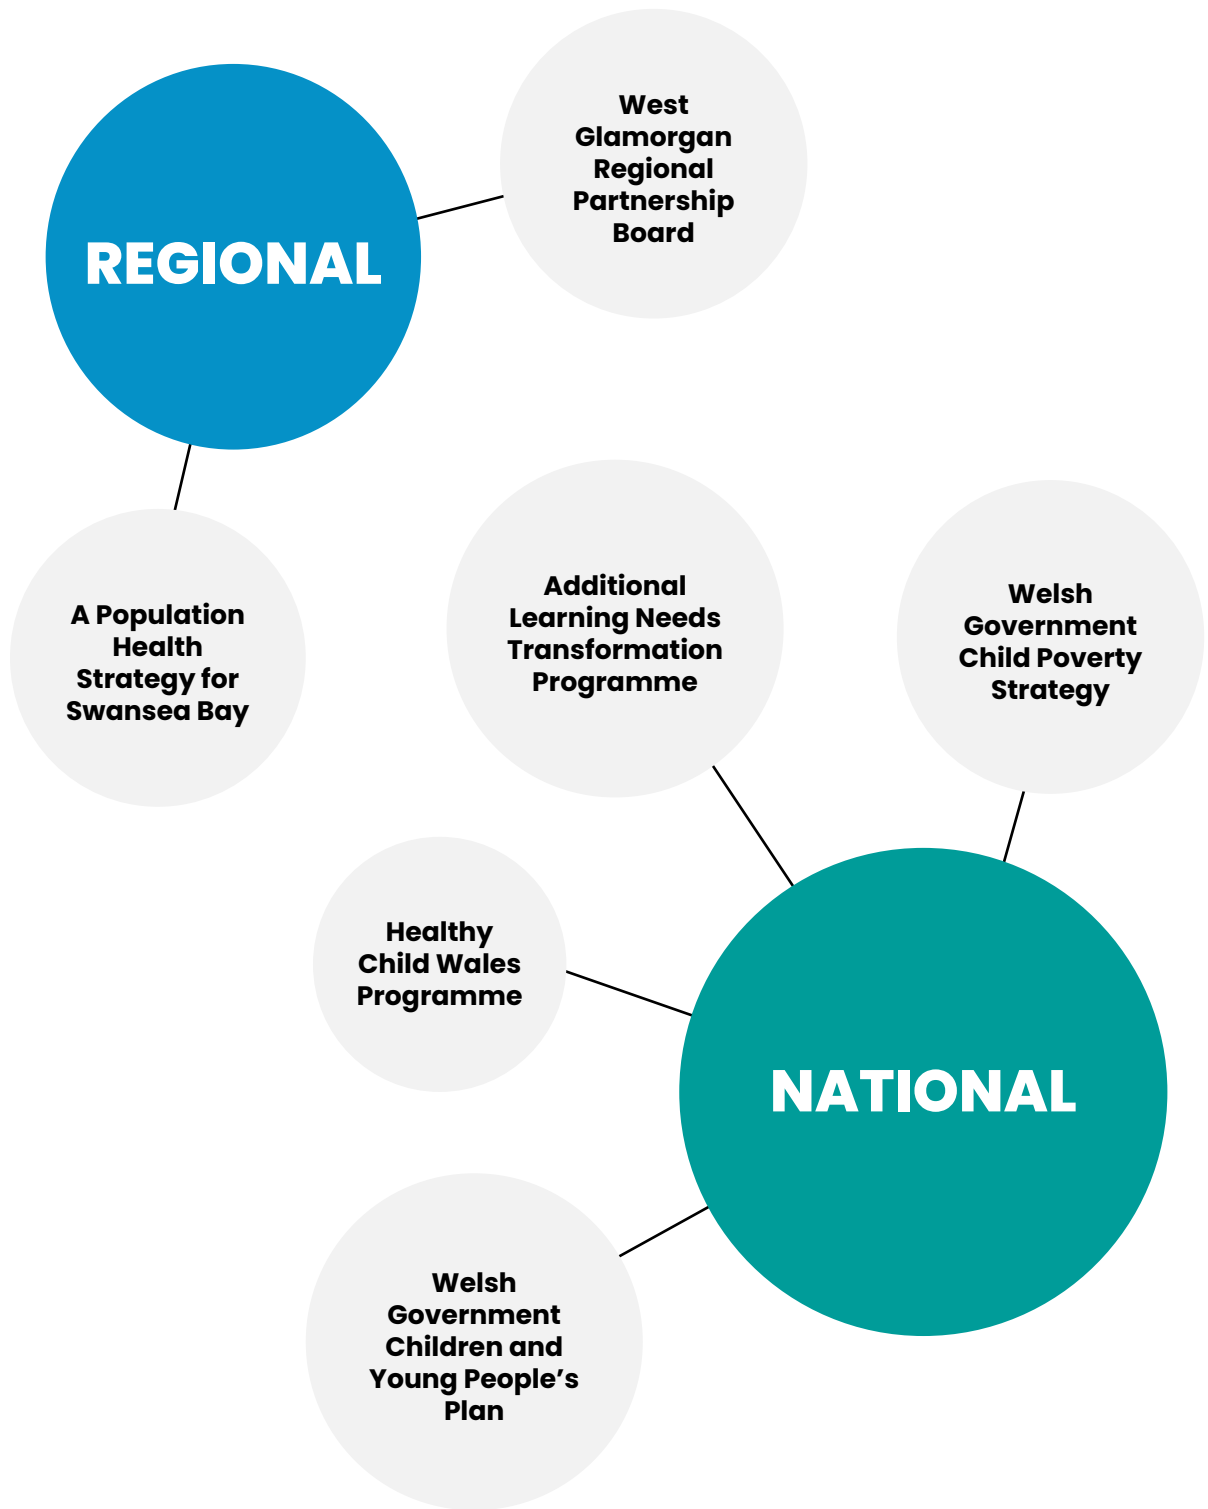 West
Glamorgan
Regional
Partnership
Board
REGIONAL
A Population
Health
Strategy for
Swansea Bay
Additional
Learning Needs
Transformation
Programme
Welsh
Government
Child Poverty
Strategy
Healthy
Child Wales
Programme
NATIONAL
Welsh
Government
Children and
Young People’s
Plan